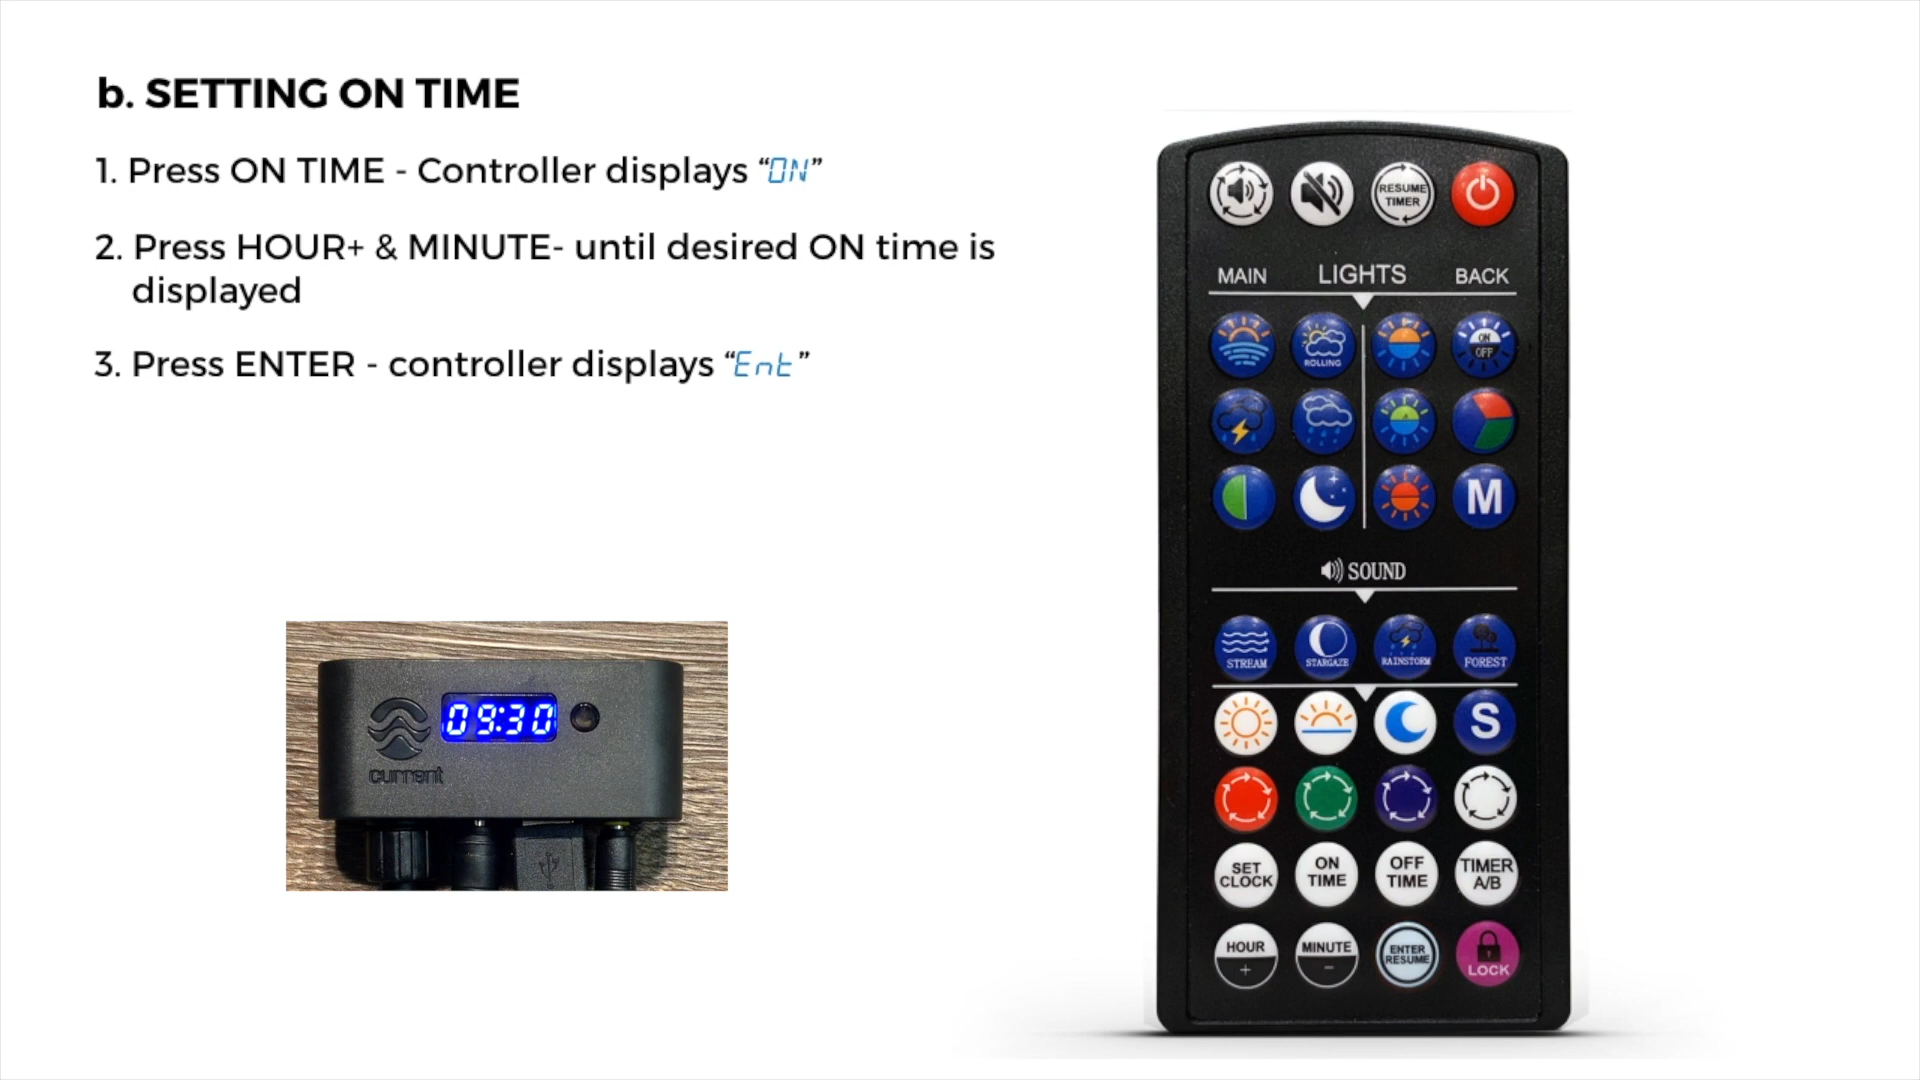 b. SETTING ON TIME
1. Press ON TIME - Controller displays “ON”
2. Press HOUR+ & MINUTE- until desired ON time is
displayed
3. Press ENTER - controller displays “Ent”
09:30
current
RESUME
TIMER
MAIN LIGHTS BACK
ROLLING
ON
OFF
M
SOUND
STREAM STARGAZE RAINSTORM FOREST
S
SET
CLOCK
ON
TIME
OFF
TIME
TIMER
A/B
HOUR
+
MINUTE
-
ENTER
RESUME
LOCK